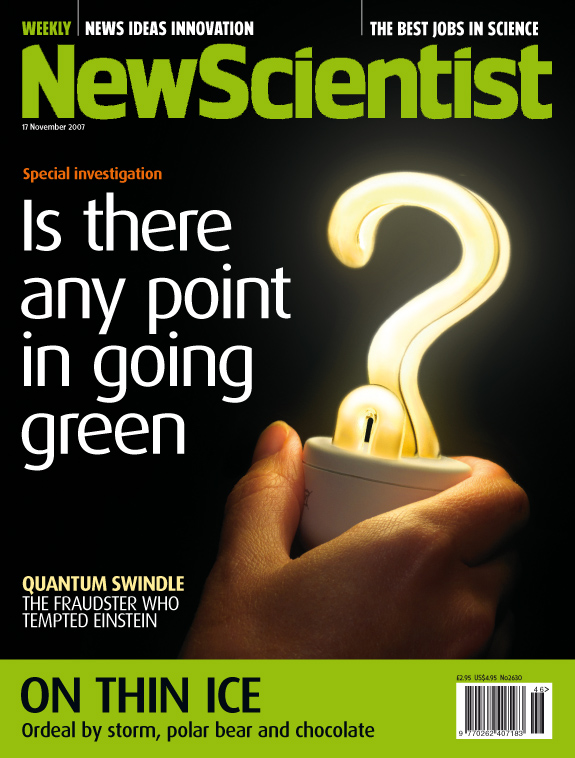 WEEKLY NEWS IDEAS INNOVATION
THE BEST JOBS IN SCIENCE
NewScientist
17 November 2007
Special investigation
Is there
any point
in going
green
QUANTUM SWINDLE
THE FRAUDSTER WHO
TEMPTED EINSTEIN
ON THIN ICE
Ordeal by storm, polar bear and chocolate
£2.95 US$4.95 No2630
46>
9 770262 407183